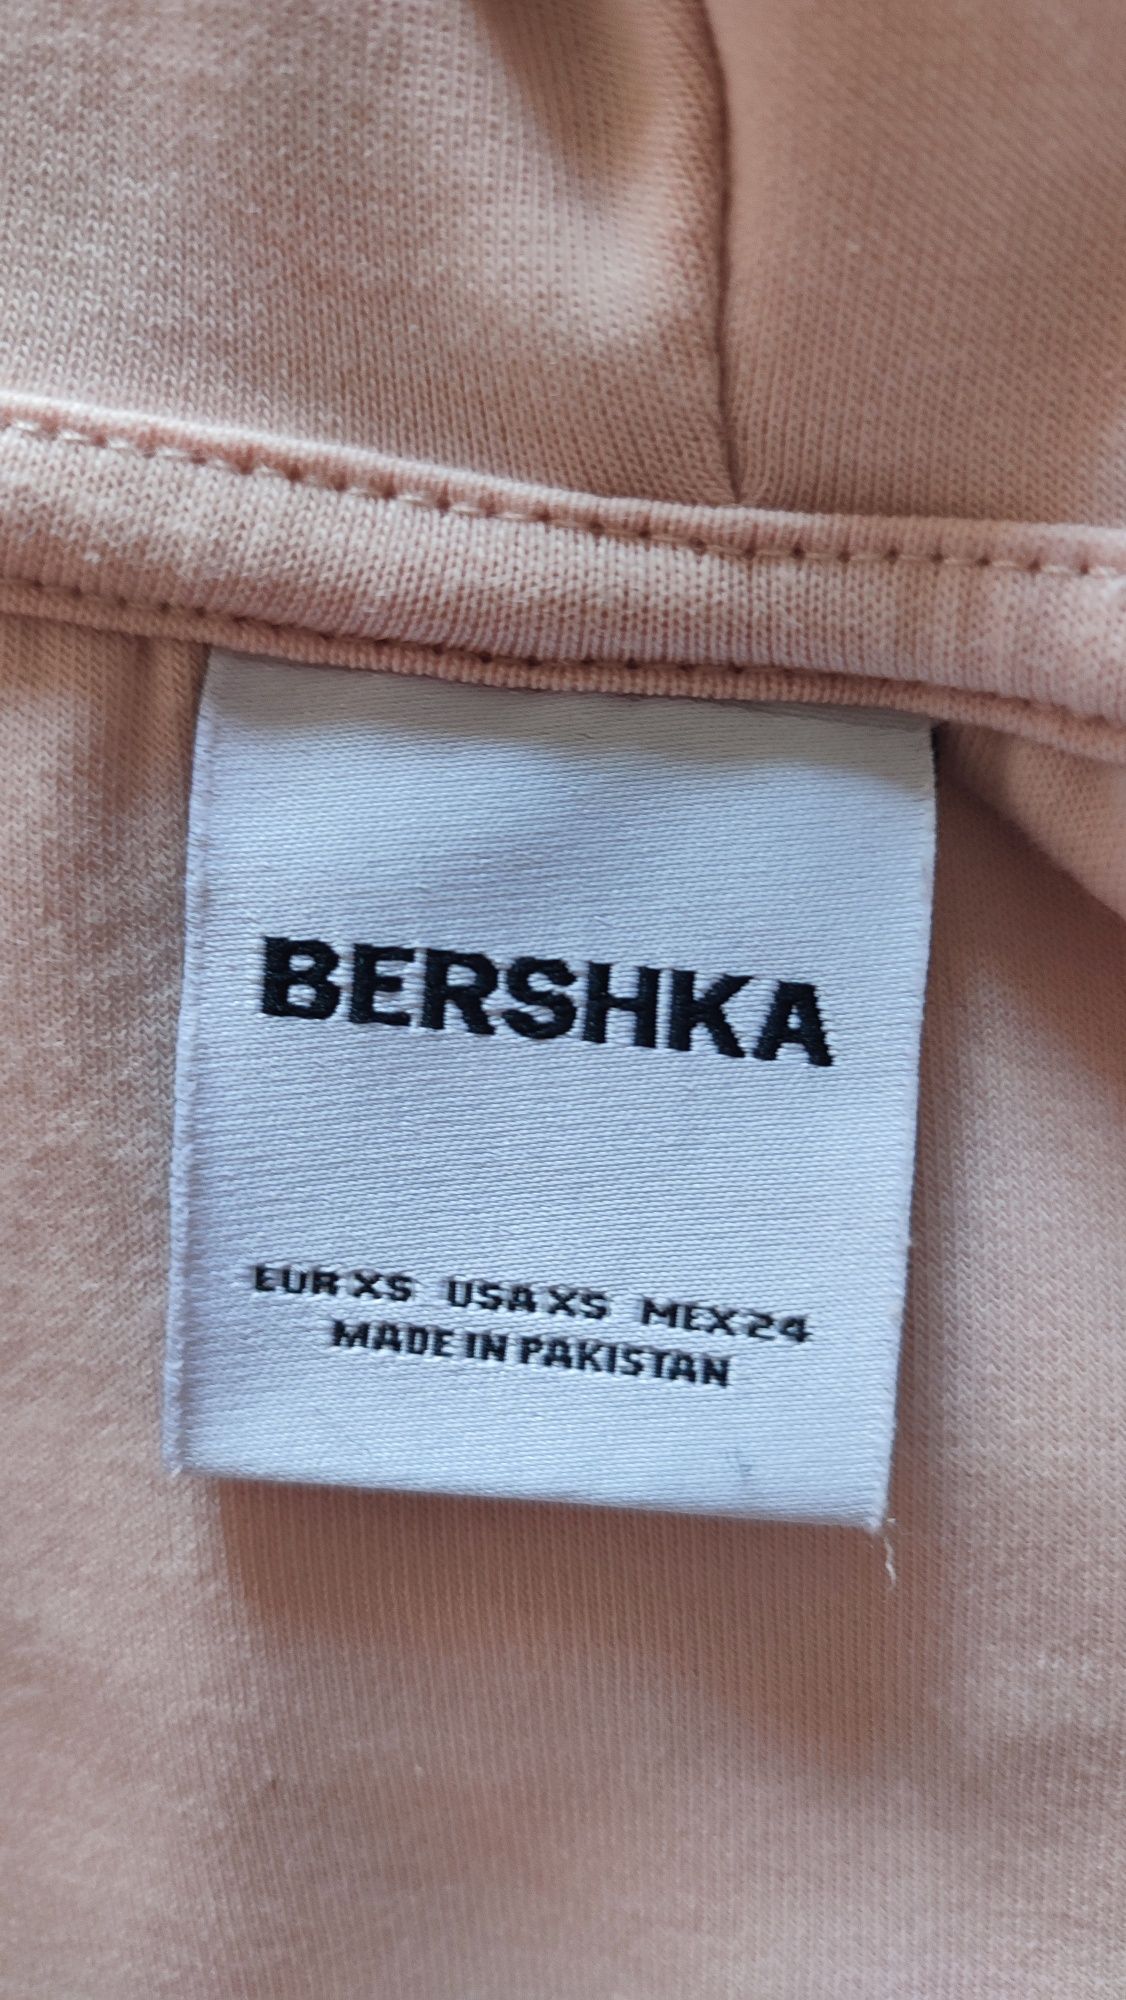 BERSHKA
EUR XS USA XS MEX 24
MADE IN PAKISTAN